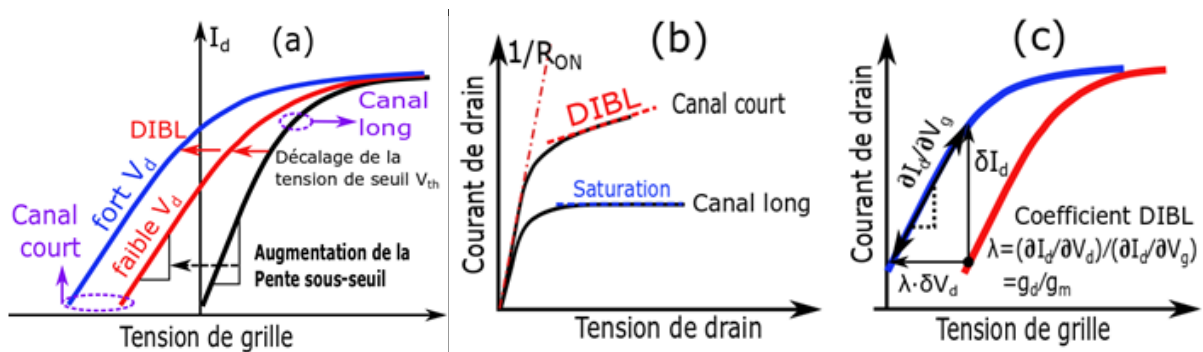 I_d
(a)
Canal
long
DIBL
Décalage de la
tension de seuil V_th
fort V_d
faible V_d
Canal
court
Augmentation de la
Pente sous-seuil
Tension de grille
Courant de drain
1/R_ON
(b)
DIBL
Canal court
Saturation
Canal long
Tension de drain
Courant de drain
(c)
∂I_d/∂V_g
δI_d
Coefficient DIBL
λ=(∂I_d/∂V_d)/(∂I_d/∂V_g)
=g_d/g_m
λ·δV_d
Tension de grille